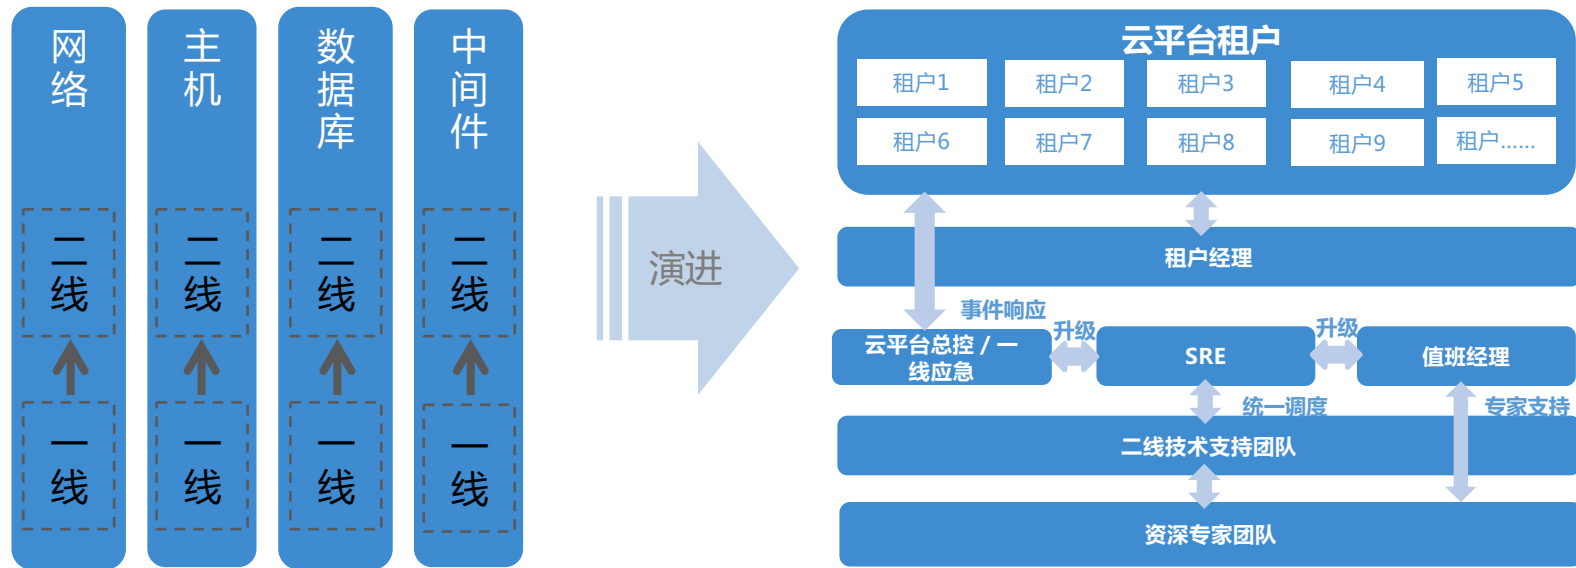 网络
二线
一线
主机
二线
一线
数据库
二线
一线
中间件
二线
一线
演进
云平台租户
租户1
租户2
租户3
租户4
租户5
租户6
租户7
租户8
租户9
租户……
租户经理
事件响应
云平台总控 / 一
线应急
升级
SRE
升级
值班经理
统一调度
专家支持
二线技术支持团队
资深专家团队